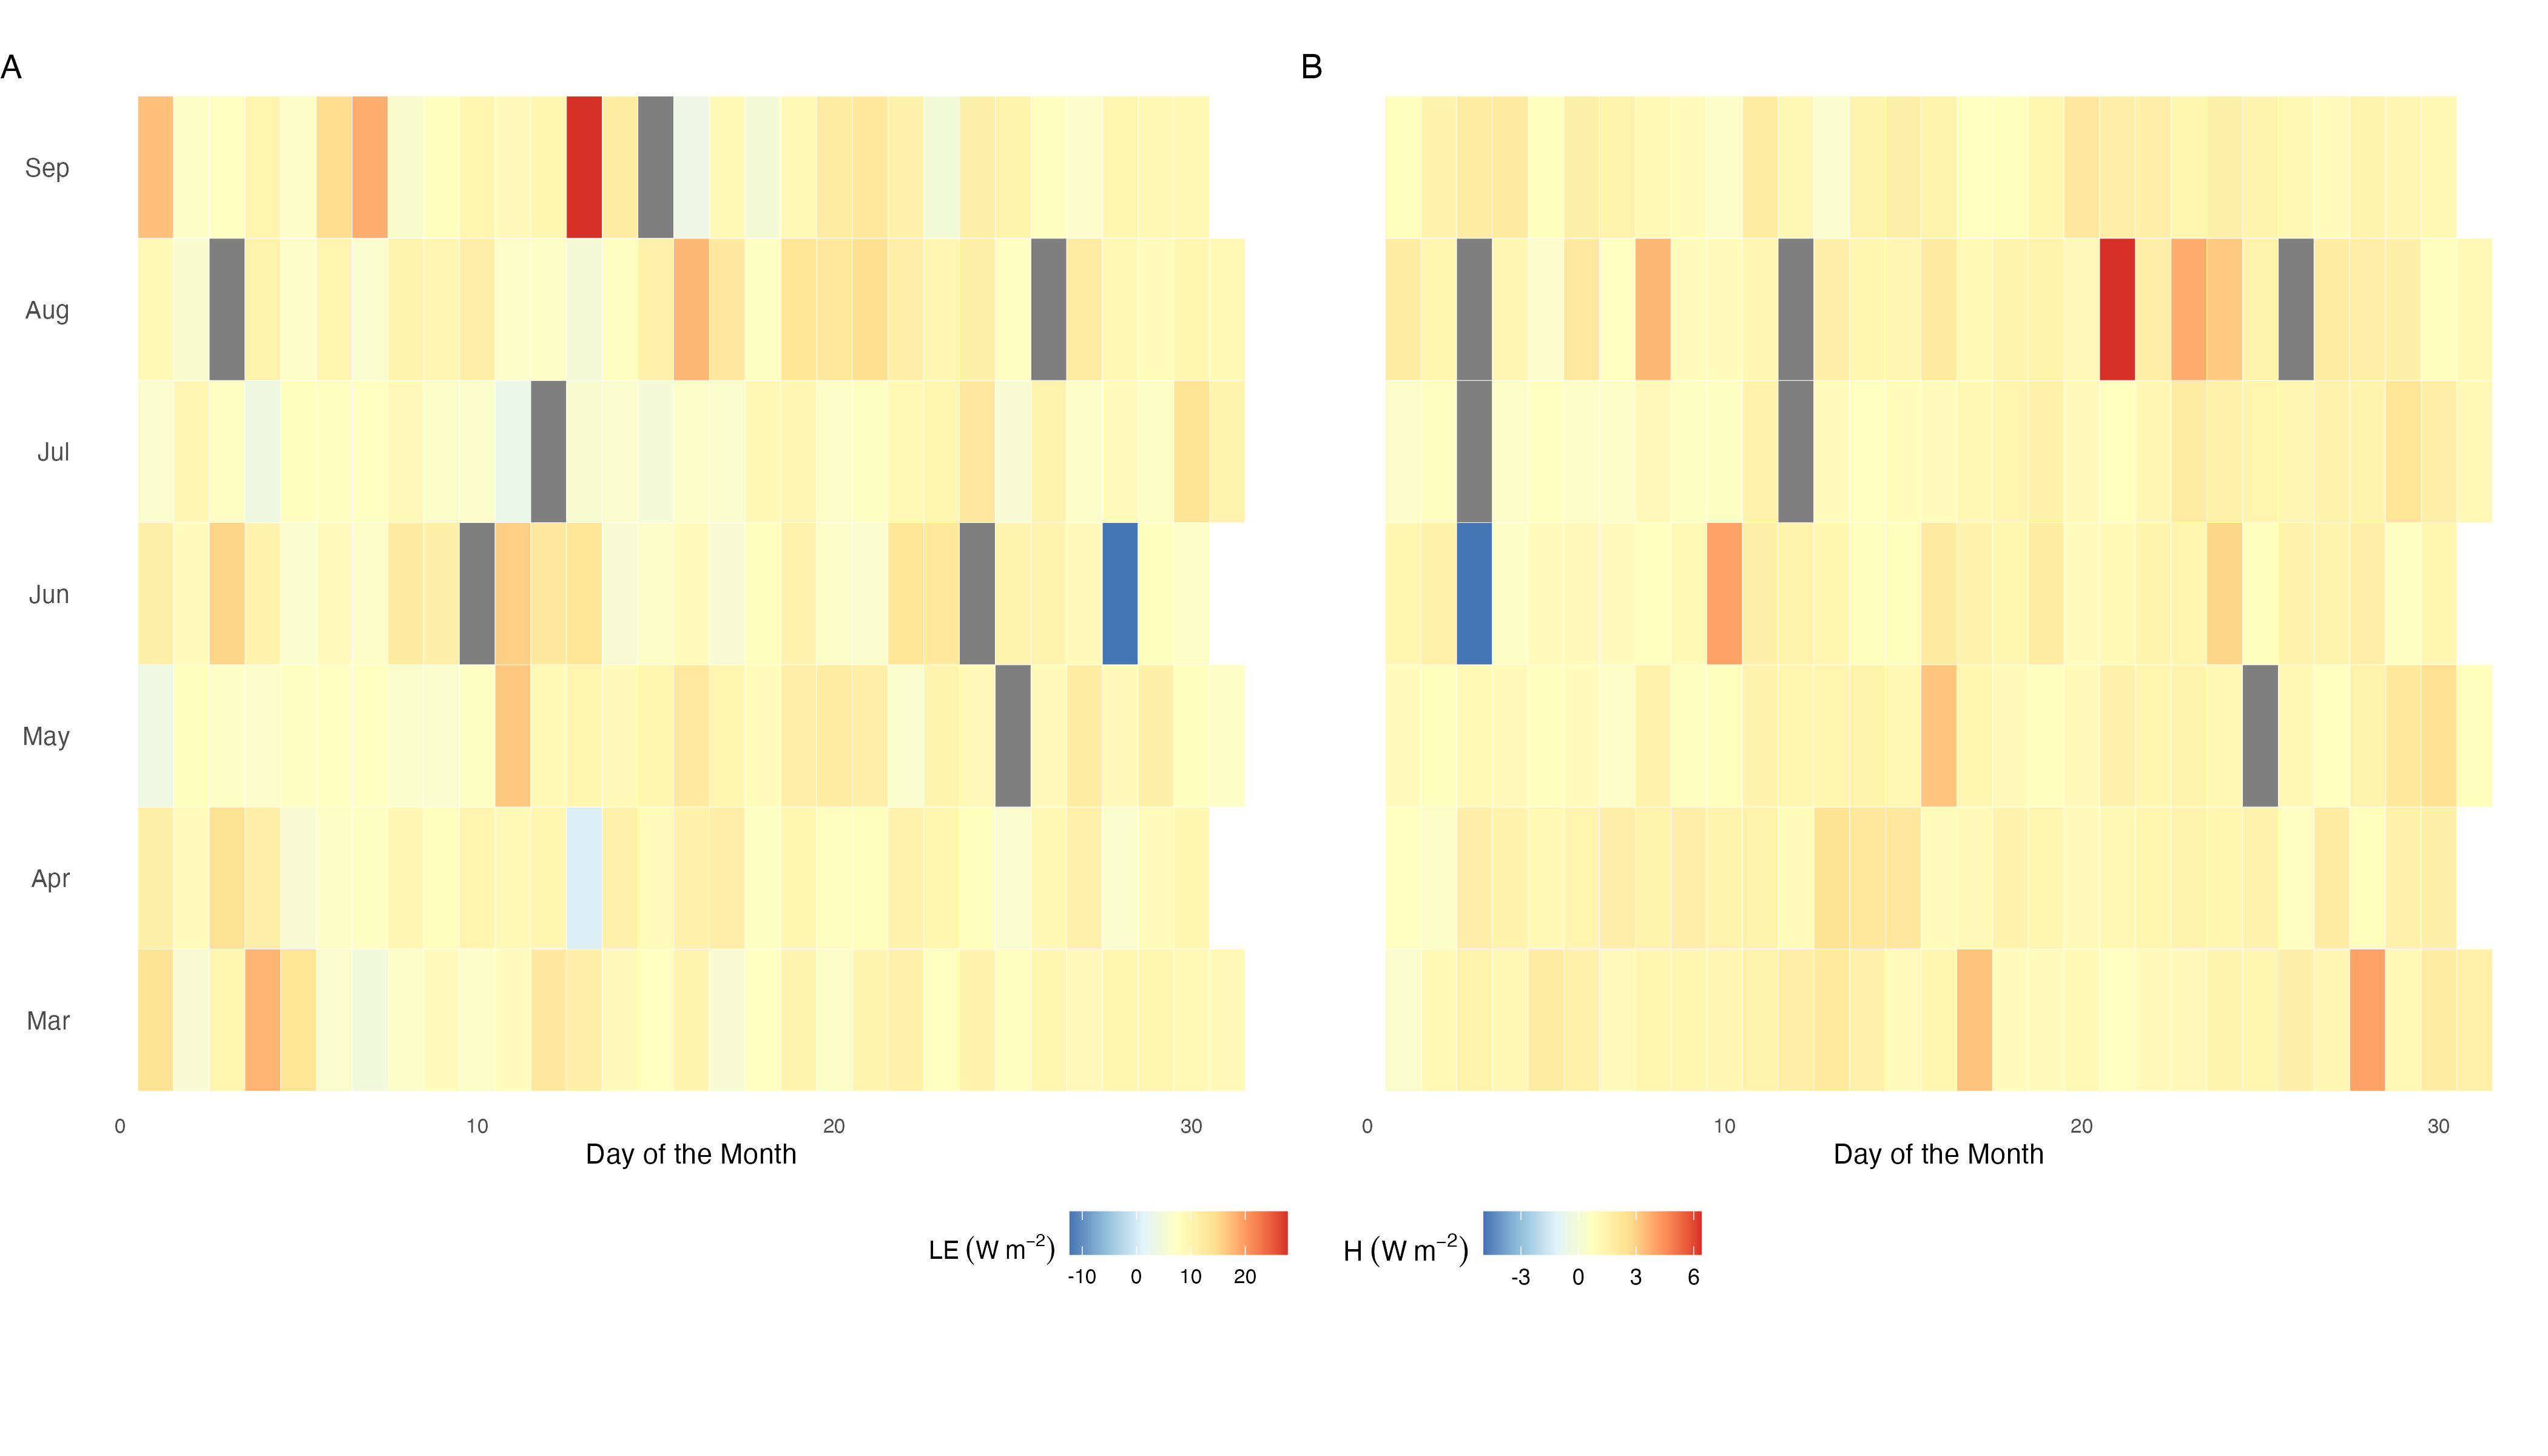 A B
Sep
Aug
Jul
Jun
May
Apr
Mar
0 10 20 30 0 10 20 30
Day of the Month Day of the Month
LE (W m⁻²) H (W m⁻²)
-10 0 10 20 -3 0 3 6